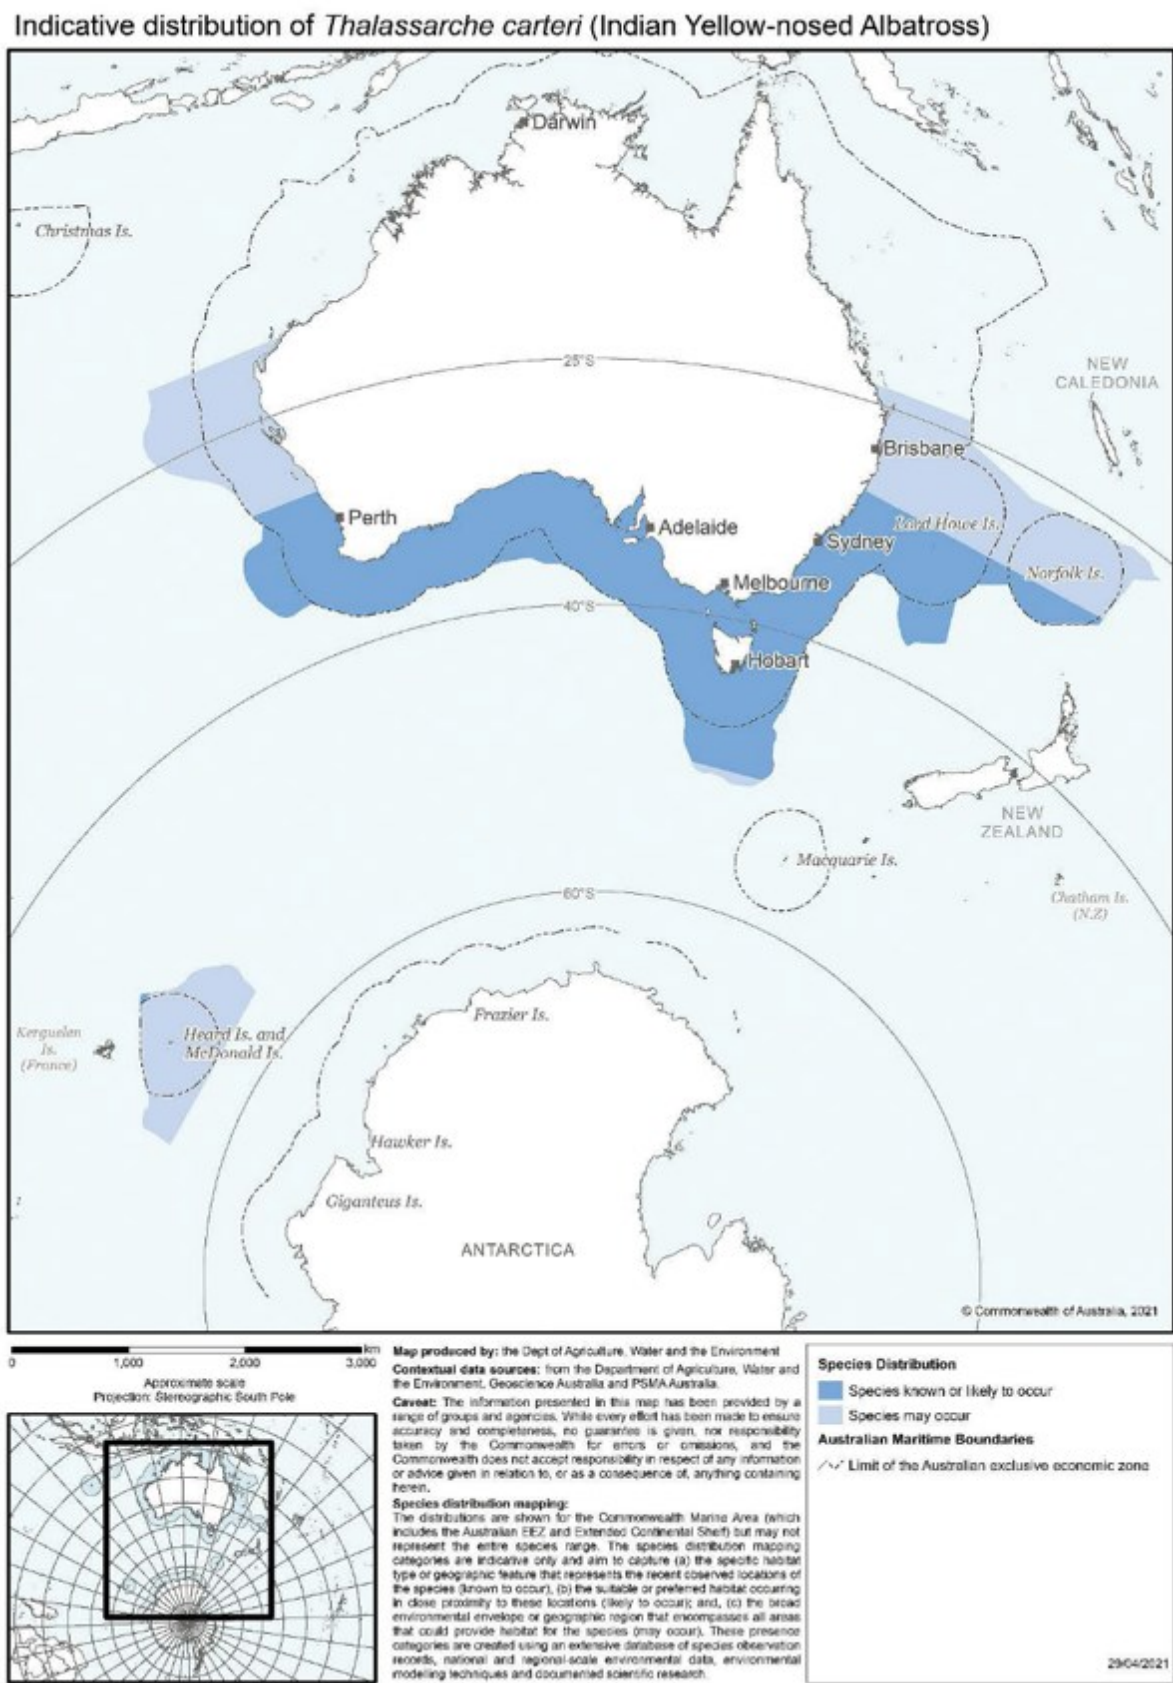 Indicative distribution of Thalassarche carteri (Indian Yellow-nosed Albatross)
Darwin
Christmas Is.
25°S
NEW
CALEDONIA
Brisbane
Perth
Lord Howe Is.
Adelaide
Sydney
Norfolk Is.
Melbourne
40°S
Hobart
NEW
ZEALAND
Macquarie Is.
60°S
Chatham Is.
(N.Z)
Frazier Is.
Kerguelen
Is.
(France)
Heard Is. and
McDonald Is.
Hawker Is.
Giganteus Is.
ANTARCTICA
© Commonwealth of Australia, 2021
km
0 1,000 2,000 3,000
Approximate scale
Projection: Stereographic South Pole
Map produced by: the Dept of Agriculture, Water and the Environment
Contextual data sources: from the Department of Agriculture, Water and
the Environment, Geoscience Australia and PSMA Australia.
Caveat: The information presented in this map has been provided by a
range of groups and agencies. While every effort has been made to ensure
accuracy and completeness, no guarantee is given, nor responsibility
taken by the Commonwealth for errors or omissions, and the
Commonwealth does not accept responsibility in respect of any information
or advice given in relation to, or as a consequence of, anything containing
herein.
Species distribution mapping:
The distributions are shown for the Commonwealth Marine Area (which
includes the Australian EEZ and Extended Continental Shelf) but may not
represent the entire species range. The species distribution mapping
categories are indicative only and aim to capture (a) the specific habitat
type or geographic feature that represents the recent observed locations of
the species (known to occur), (b) the suitable or preferred habitat occurring
in close proximity to these locations (likely to occur); and, (c) the broad
environmental envelope or geographic region that encompasses all areas
that could provide habitat for the species (may occur). These presence
categories are created using an extensive database of species observation
records, national and regional-scale environmental data, environmental
modelling techniques and documented scientific research.
Species Distribution
Species known or likely to occur
Species may occur
Australian Maritime Boundaries
Limit of the Australian exclusive economic zone
29/04/2021